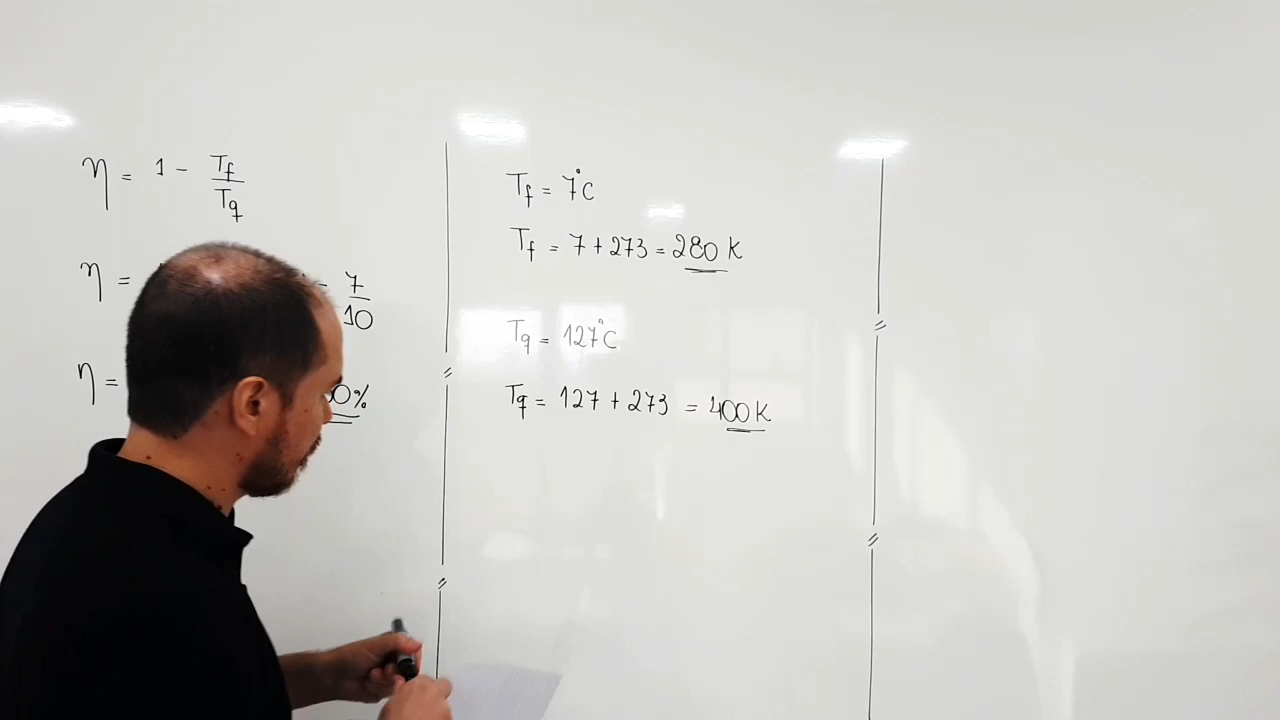 η = 1 - Tf/Tq
η = - 7/10
η = 0%
Tf = 7°C
Tf = 7 + 273 = 280 K
Tq = 127°C
Tq = 127 + 273 = 400 K